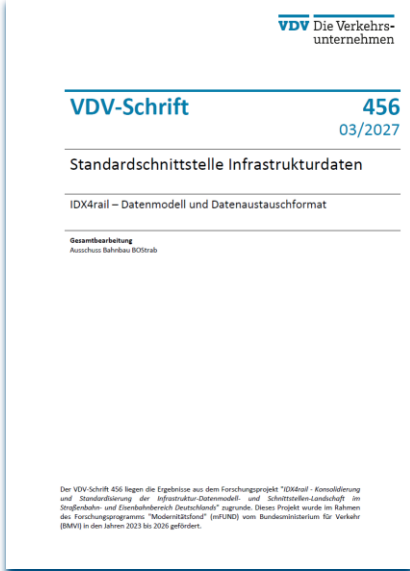 VDV Die Verkehrs-
unternehmen
VDV-Schrift 456
03/2027
Standardschnittstelle Infrastrukturdaten
IDX4rail – Datenmodell und Datenaustauschformat
Gesamtbearbeitung
Ausschuss Bahnbau BOStrab
Der VDV-Schrift 456 liegen die Ergebnisse aus dem Forschungsprojekt "IDX4rail - Konsolidierung
und Standardisierung der Infrastruktur-Datenmodell- und Schnittstellen-Landschaft im
Straßenbahn- und Eisenbahnbereich Deutschlands" zugrunde. Dieses Projekt wurde im Rahmen
des Forschungsprogramms "Modernitätsfond" (mFUND) vom Bundesministerium für Verkehr
(BMVI) in den Jahren 2023 bis 2026 gefördert.